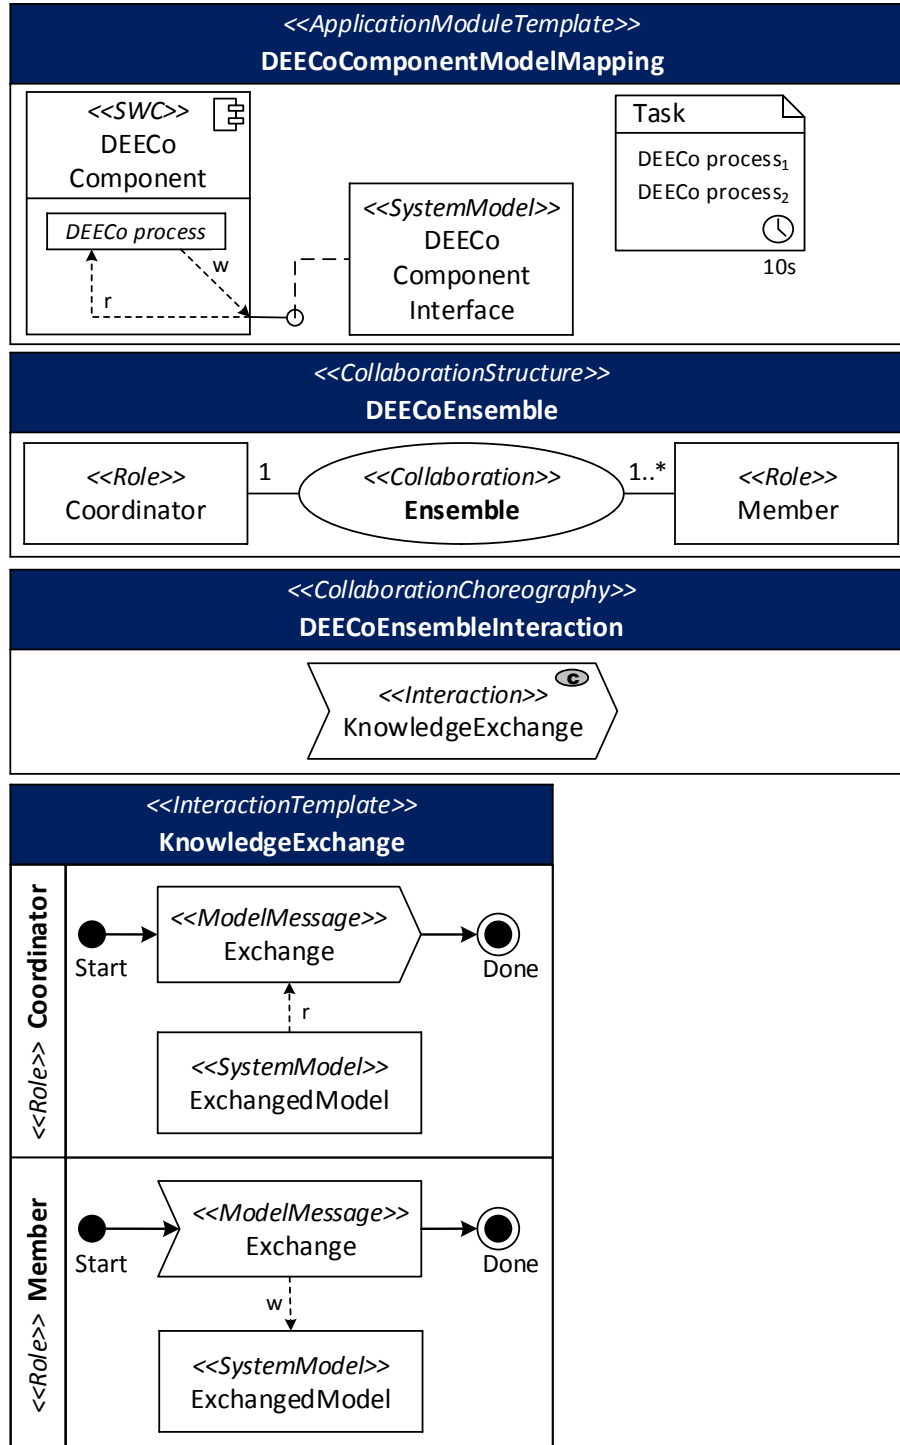 <<ApplicationModuleTemplate>>
DEECoComponentModelMapping
<<SWC>>
DEECo
Component
DEECo process
w
r
<<SystemModel>>
DEECo
Component
Interface
Task
DEECo process₁
DEECo process₂
10s
<<CollaborationStructure>>
DEECoEnsemble
<<Role>>
Coordinator
1
<<Collaboration>>
Ensemble
1..*
<<Role>>
Member
<<CollaborationChoreography>>
DEECoEnsembleInteraction
c
<<Interaction>>
KnowledgeExchange
<<InteractionTemplate>>
KnowledgeExchange
<<Role>> Coordinator
Start
<<ModelMessage>>
Exchange
Done
r
<<SystemModel>>
ExchangedModel
<<Role>> Member
Start
<<ModelMessage>>
Exchange
Done
w
<<SystemModel>>
ExchangedModel